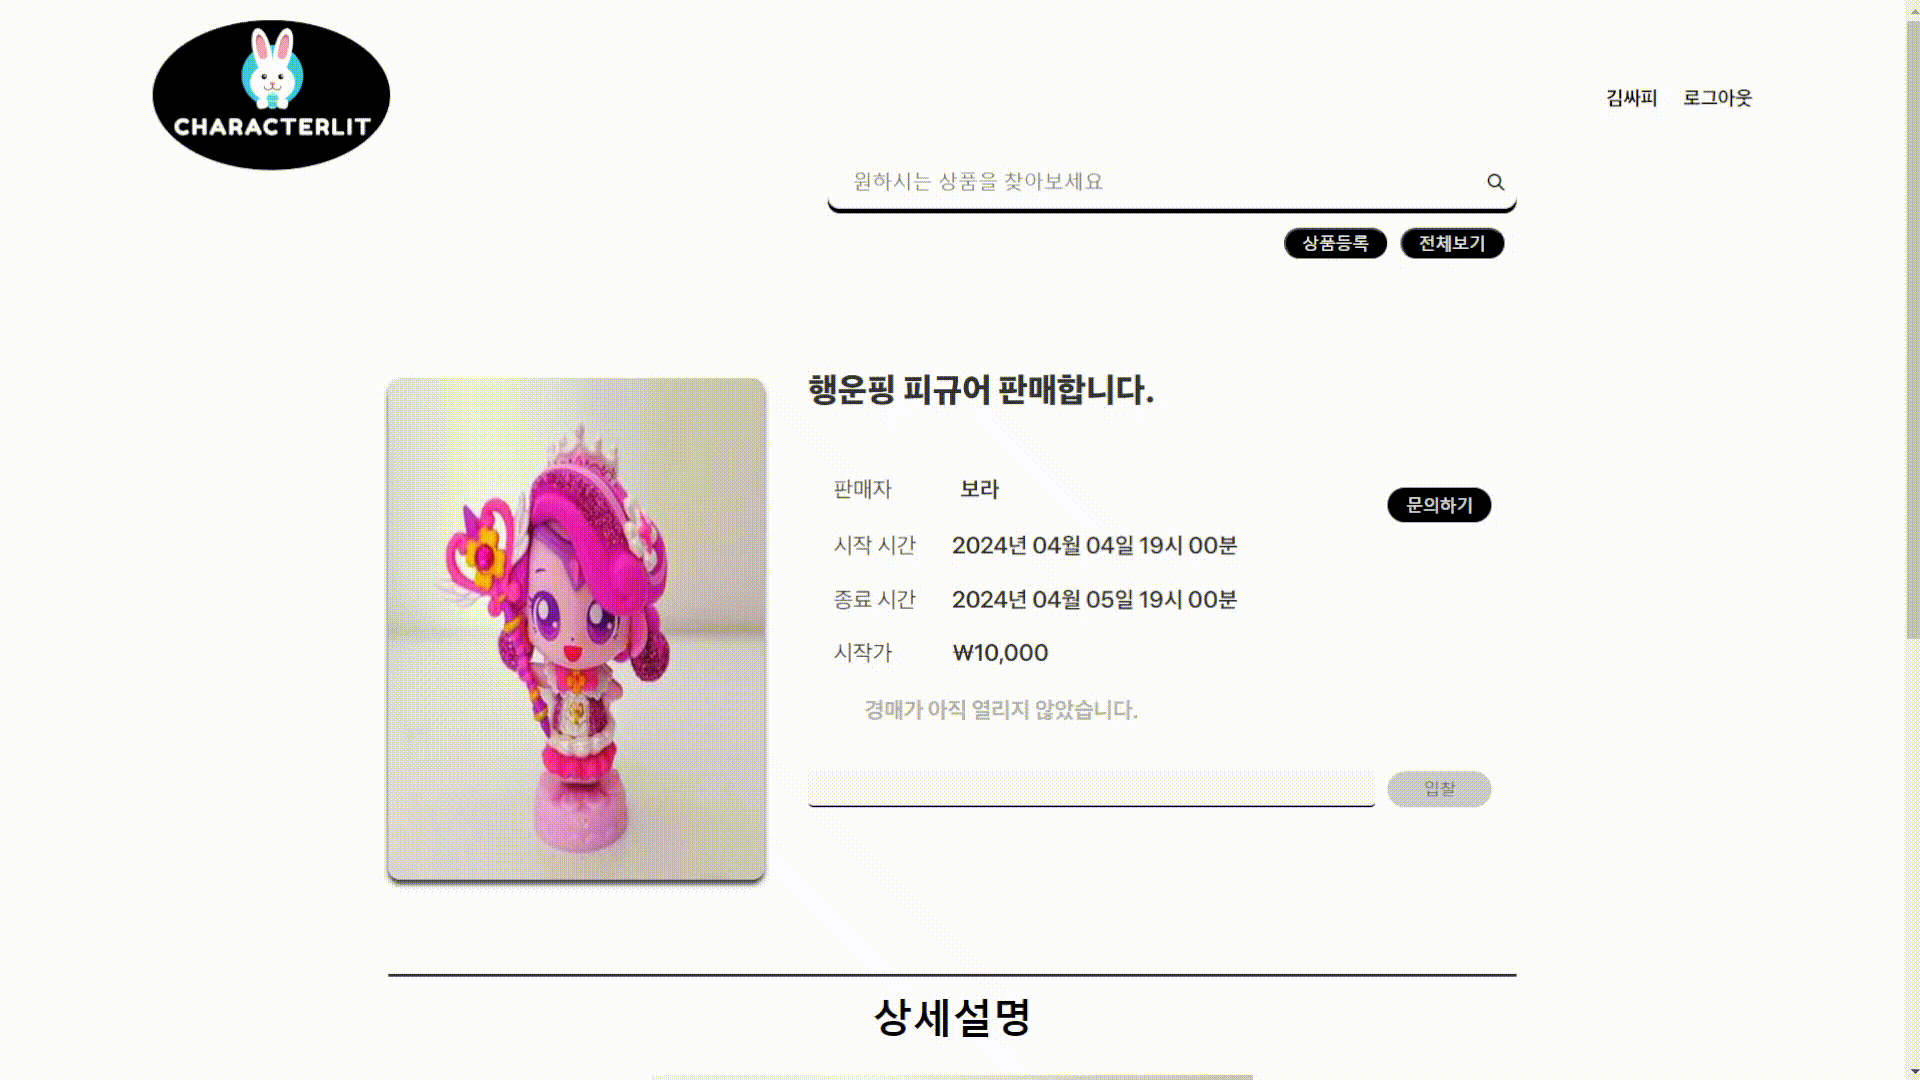 CHARACTERLIT
김싸피 로그아웃
원하시는 상품을 찾아보세요
상품등록 전체보기
행운핑 피규어 판매합니다.
판매자 보라
문의하기
시작 시간 2024년 04월 04일 19시 00분
종료 시간 2024년 04월 05일 19시 00분
시작가 ₩10,000
경매가 아직 열리지 않았습니다.
입찰
상세설명